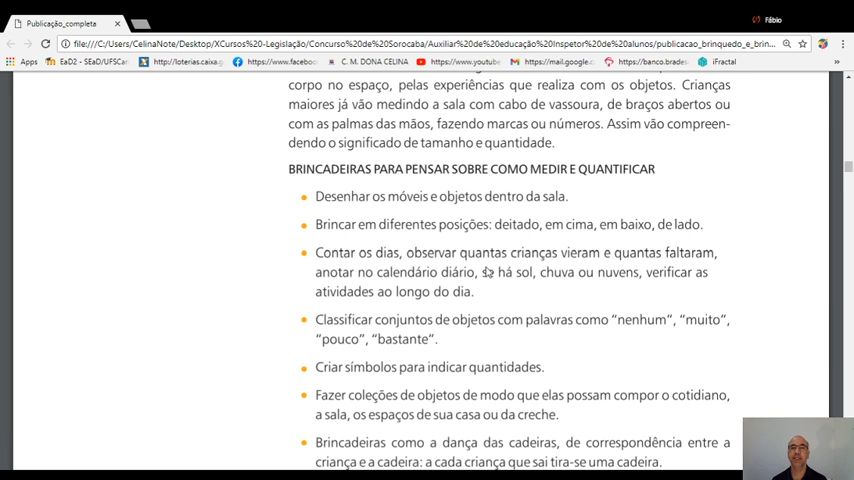 Fábio
Publicação_completa
file:///C:/Users/CelinaNote/Desktop/XCursos%20-Legislação/Concurso%20de%20Sorocaba/Auxiliar%20de%20educação%20Inspetor%20de%20alunos/publicacao_brinquedo_e_brin...
Apps EaD2 - SEaD/UFSCar http://loterias.caixa.g https://www.facebo C. M. DONA CELINA https://www.youtube https://mail.google.c https://banco.brades iFractal
corpo no espaço, pelas experiências que realiza com os objetos. Crianças
maiores já vão medindo a sala com cabo de vassoura, de braços abertos ou
com as palmas das mãos, fazendo marcas ou números. Assim vão compreen-
dendo o significado de tamanho e quantidade.
BRINCADEIRAS PARA PENSAR SOBRE COMO MEDIR E QUANTIFICAR
• Desenhar os móveis e objetos dentro da sala.
• Brincar em diferentes posições: deitado, em cima, em baixo, de lado.
• Contar os dias, observar quantas crianças vieram e quantas faltaram,
anotar no calendário diário, há sol, chuva ou nuvens, verificar as
atividades ao longo do dia.
• Classificar conjuntos de objetos com palavras como “nenhum”, “muito”,
“pouco”, “bastante”.
• Criar símbolos para indicar quantidades.
• Fazer coleções de objetos de modo que elas possam compor o cotidiano,
a sala, os espaços de sua casa ou da creche.
• Brincadeiras como a dança das cadeiras, de correspondência entre a
criança e a cadeira: a cada criança que sai tira-se uma cadeira.